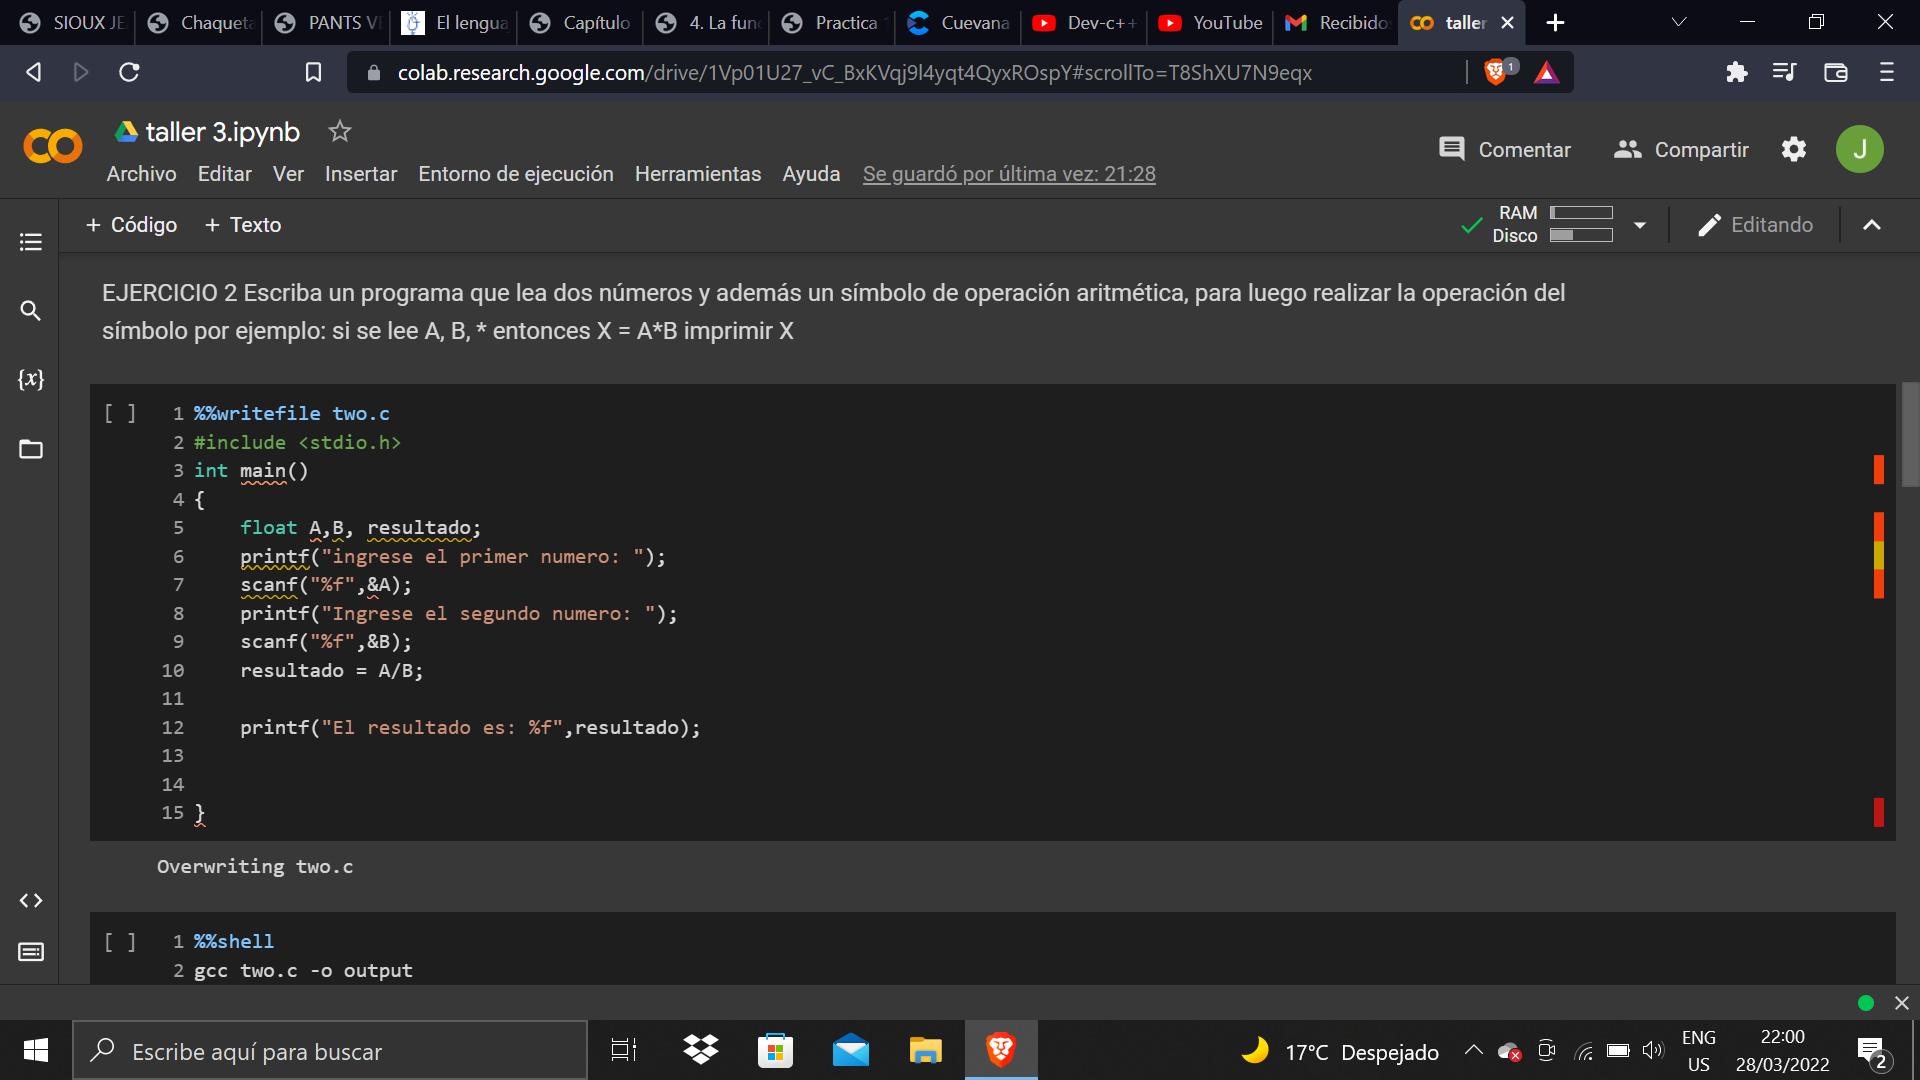 SIOUX JE
Chaqueta
PANTS VE
El lengua
Capítulo
4. La fun
Practica
Cuevana
Dev-c++
YouTube
Recibidos
taller
colab.research.google.com/drive/1Vp01U27_vC_BxKVqj9l4yqt4QyxROspY#scrollTo=T8ShXU7N9eqx
1
taller 3.ipynb
Comentar
Compartir
J
Archivo Editar Ver Insertar Entorno de ejecución Herramientas Ayuda Se guardó por última vez: 21:28
+ Código + Texto
RAM
Disco
Editando
EJERCICIO 2 Escriba un programa que lea dos números y además un símbolo de operación aritmética, para luego realizar la operación del
símbolo por ejemplo: si se lee A, B, * entonces X = A*B imprimir X
{x}
[ ] 1 %%writefile two.c
2 #include <stdio.h>
3 int main()
4 {
5 float A,B, resultado;
6 printf("ingrese el primer numero: ");
7 scanf("%f",&A);
8 printf("Ingrese el segundo numero: ");
9 scanf("%f",&B);
10 resultado = A/B;
11
12 printf("El resultado es: %f",resultado);
13
14
15 }
Overwriting two.c
[ ] 1 %%shell
2 gcc two.c -o output
Escribe aquí para buscar
17°C Despejado
ENG
US
22:00
28/03/2022
2